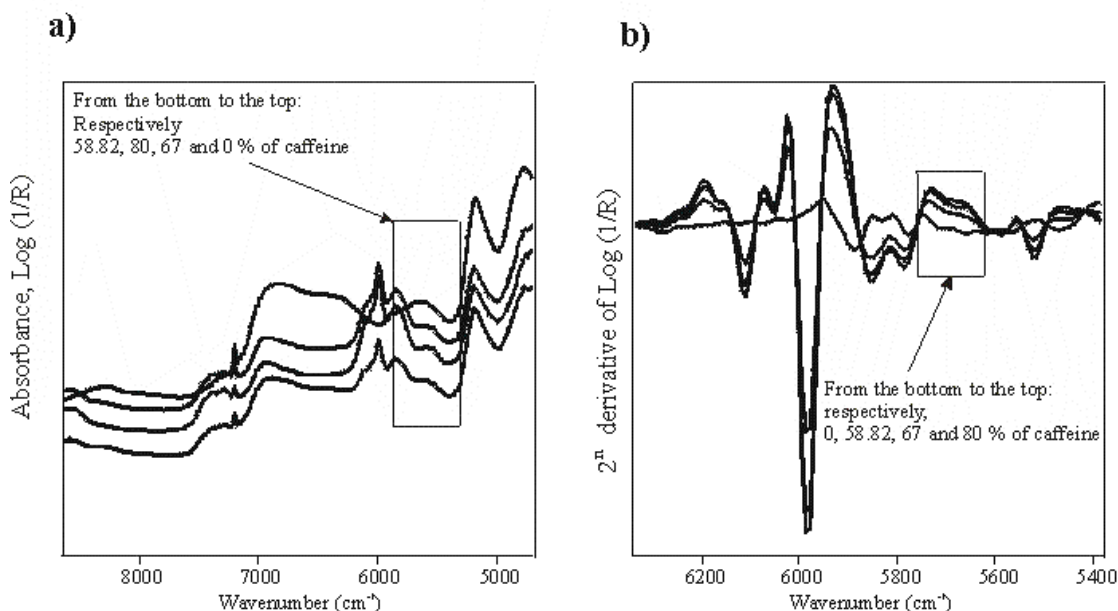 a)
From the bottom to the top:
Respectively
58.82, 80, 67 and 0 % of caffeine
Absorbance, Log (1/R)
8000 7000 6000 5000
Wavenumber (cm⁻¹)
b)
2ⁿ derivative of Log (1/R)
From the bottom to the top:
respectively,
0, 58.82, 67 and 80 % of caffeine
6200 6000 5800 5600 5400
Wavenumber (cm⁻¹)